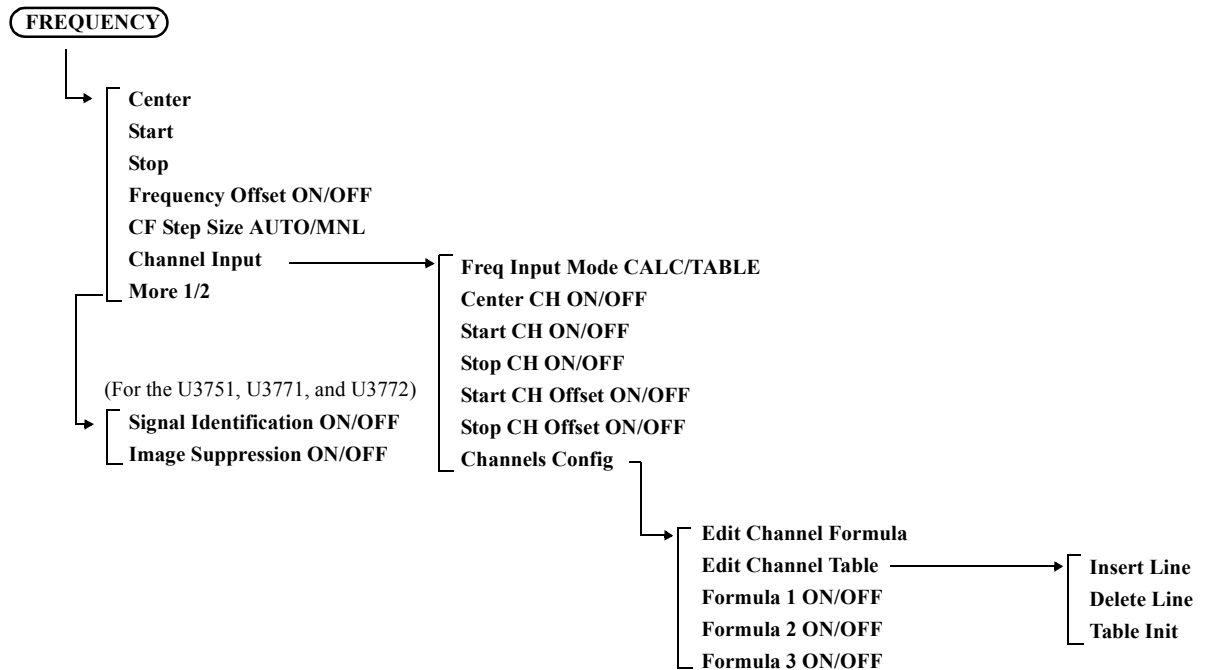 FREQUENCY
Center
Start
Stop
Frequency Offset ON/OFF
CF Step Size AUTO/MNL
Channel Input
More 1/2
Freq Input Mode CALC/TABLE
Center CH ON/OFF
Start CH ON/OFF
Stop CH ON/OFF
Start CH Offset ON/OFF
Stop CH Offset ON/OFF
Channels Config
(For the U3751, U3771, and U3772)
Signal Identification ON/OFF
Image Suppression ON/OFF
Edit Channel Formula
Edit Channel Table
Formula 1 ON/OFF
Formula 2 ON/OFF
Formula 3 ON/OFF
Insert Line
Delete Line
Table Init